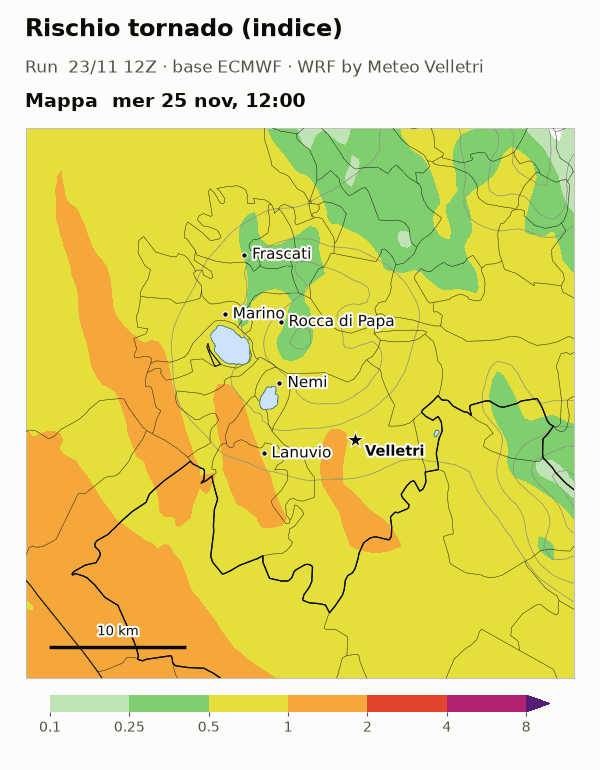 Rischio tornado (indice)
Run  23/11 12Z · base ECMWF · WRF by Meteo Velletri
Mappa  mer 25 nov, 12:00
Frascati
Marino
Rocca di Papa
Nemi
Velletri
Lanuvio
10 km
0.1 0.25 0.5 1 2 4 8